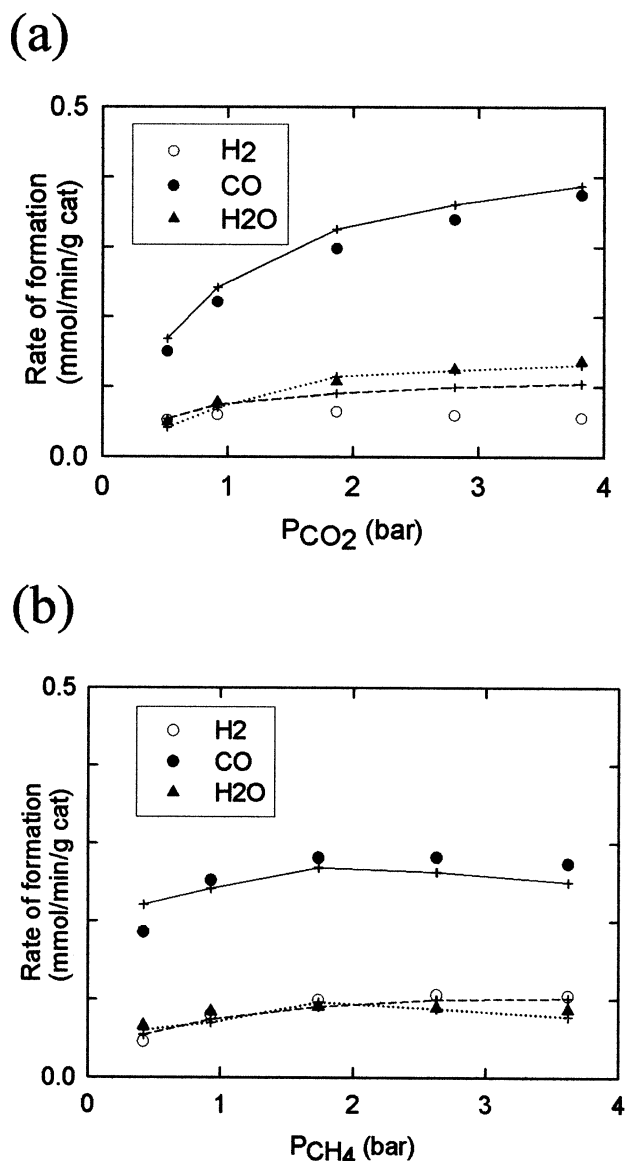 (a)
0.5
H2
CO
H2O
Rate of formation
(mmol/min/g cat)
0.0
0 1 2 3 4
PCO2 (bar)
(b)
0.5
H2
CO
H2O
Rate of formation
(mmol/min/g cat)
0.0
0 1 2 3 4
PCH4 (bar)